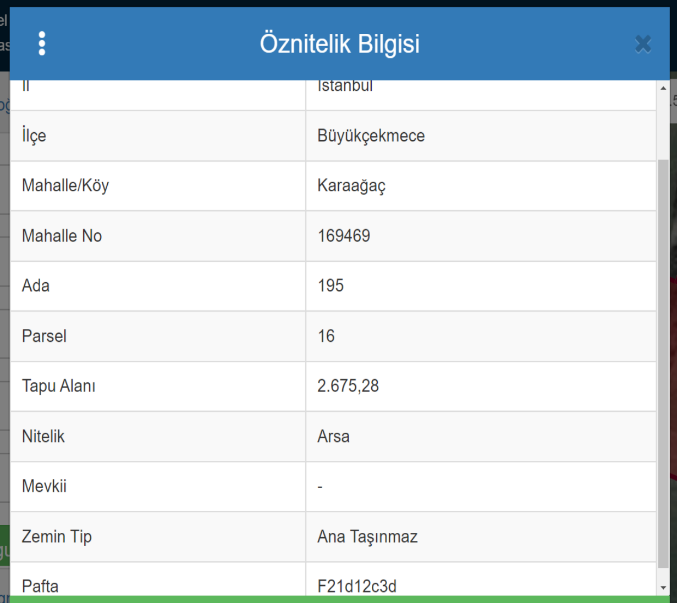 Öznitelik Bilgisi
İl İstanbul
İlçe Büyükçekmece
Mahalle/Köy Karaağaç
Mahalle No 169469
Ada 195
Parsel 16
Tapu Alanı 2.675,28
Nitelik Arsa
Mevkii -
Zemin Tip Ana Taşınmaz
Pafta F21d12c3d